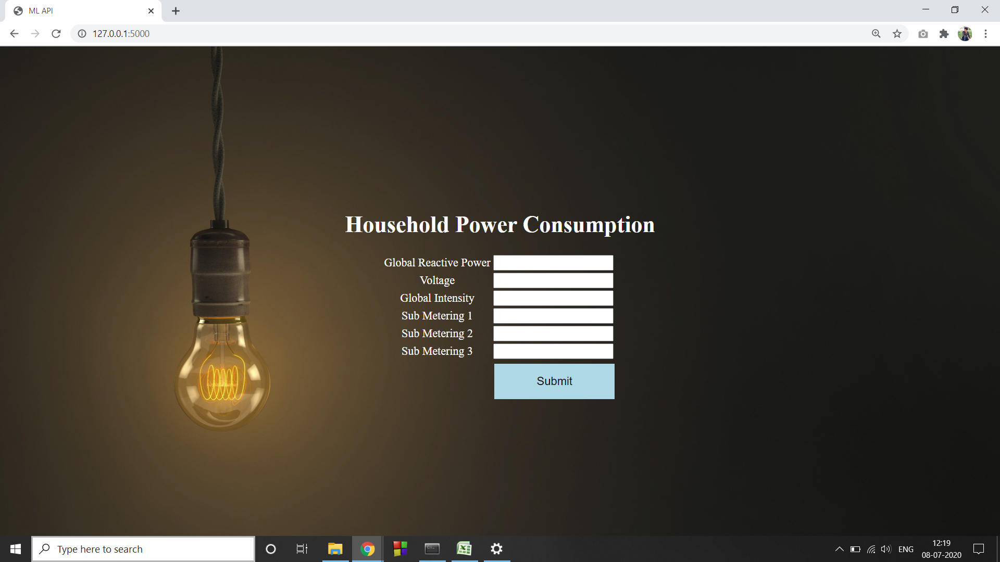 ML API
127.0.0.1:5000
Household Power Consumption
Global Reactive Power
Voltage
Global Intensity
Sub Metering 1
Sub Metering 2
Sub Metering 3
Submit
Type here to search
ENG
12:19
08-07-2020